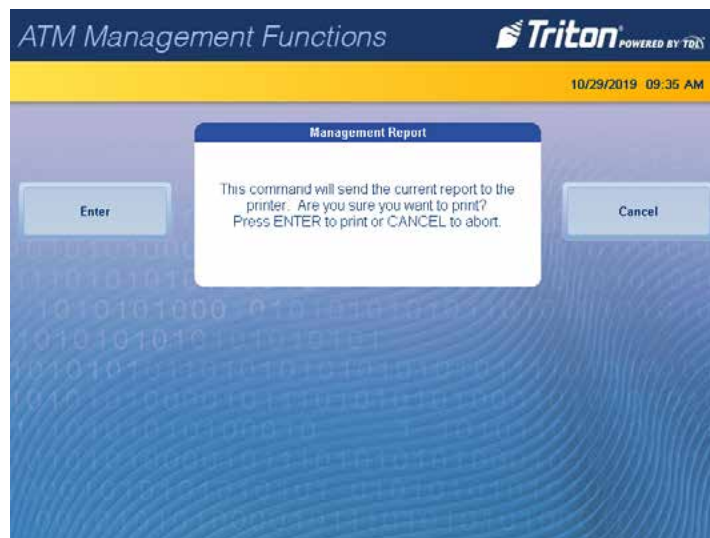 ATM Management Functions
Triton POWERED BY TDLS
10/29/2019 09:35 AM
Management Report
This command will send the current report to the
printer. Are you sure you want to print?
Press ENTER to print or CANCEL to abort.
Enter
Cancel